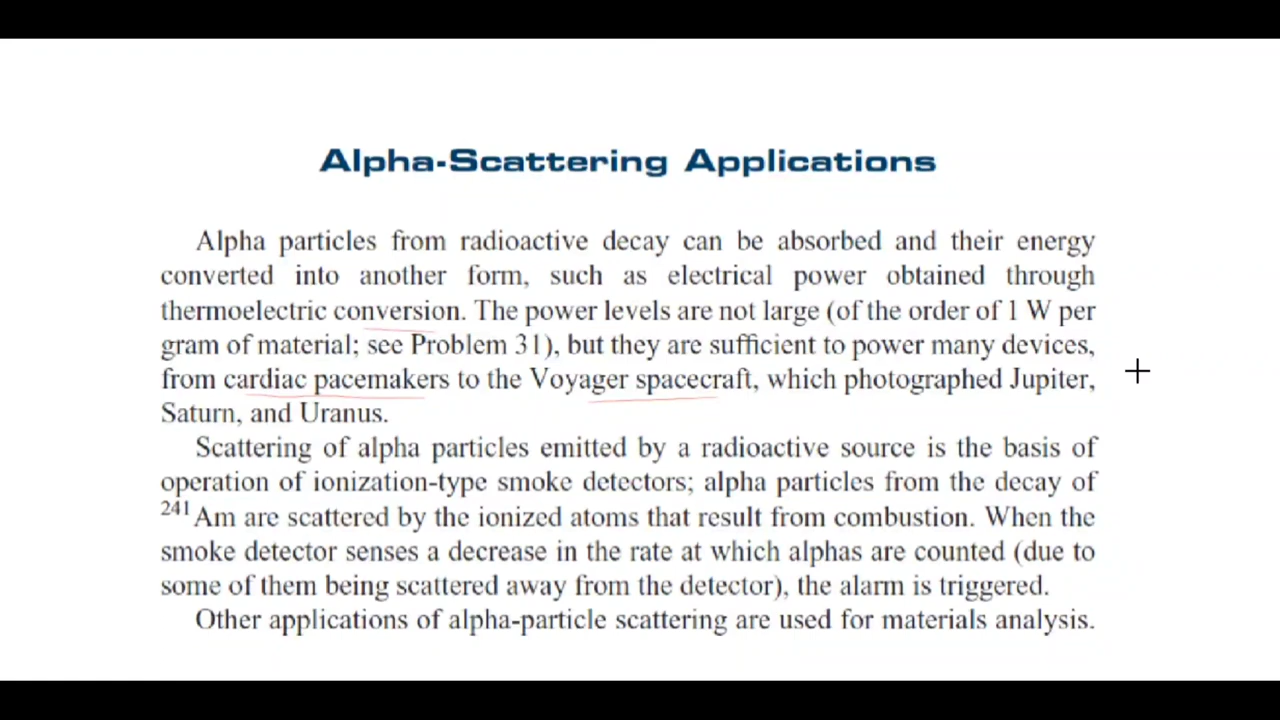 Alpha-Scattering Applications
Alpha particles from radioactive decay can be absorbed and their energy
converted into another form, such as electrical power obtained through
thermoelectric conversion. The power levels are not large (of the order of 1 W per
gram of material; see Problem 31), but they are sufficient to power many devices,
from cardiac pacemakers to the Voyager spacecraft, which photographed Jupiter,
Saturn, and Uranus.
Scattering of alpha particles emitted by a radioactive source is the basis of
operation of ionization-type smoke detectors; alpha particles from the decay of
²⁴¹Am are scattered by the ionized atoms that result from combustion. When the
smoke detector senses a decrease in the rate at which alphas are counted (due to
some of them being scattered away from the detector), the alarm is triggered.
Other applications of alpha-particle scattering are used for materials analysis.